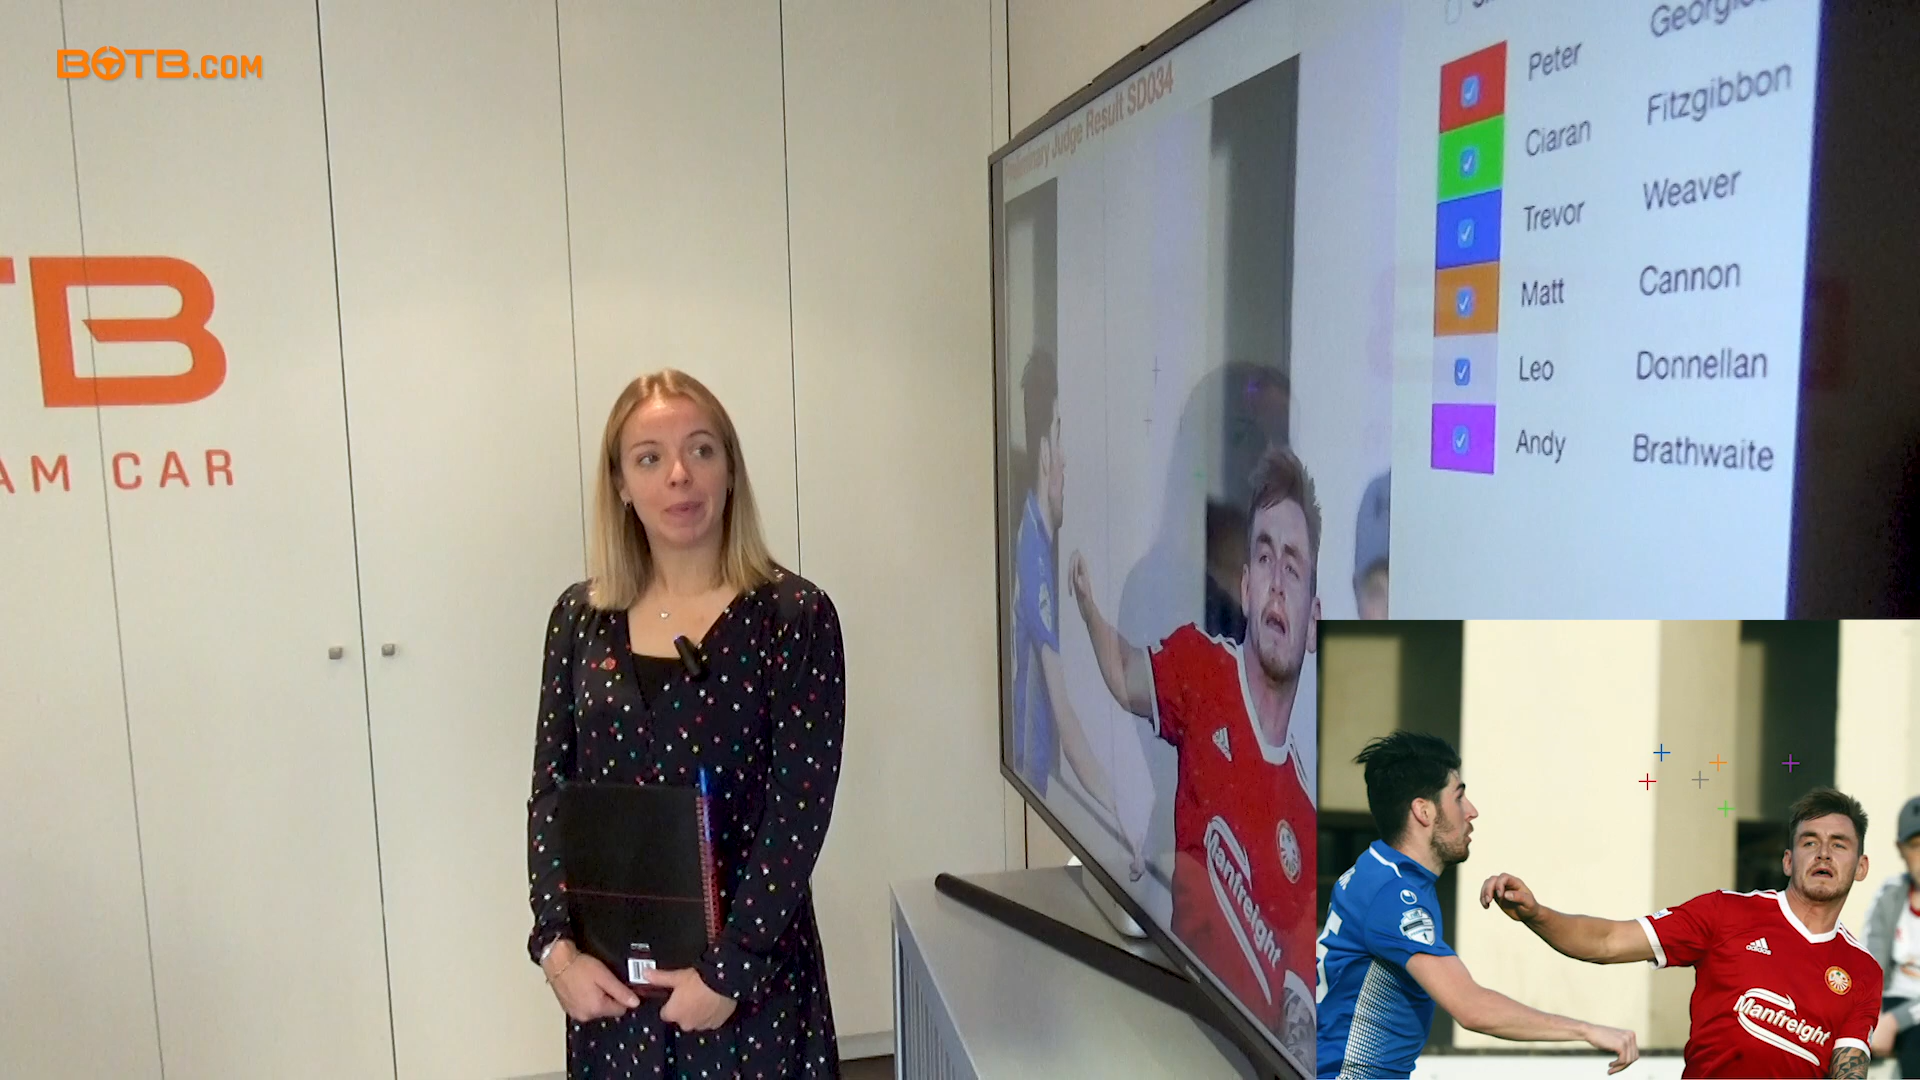 BOTB.COM
TB
AM CAR
Preliminary Judge Result SD034
Peter
Ciaran Fitzgibbon
Trevor Weaver
Matt Cannon
Leo Donnellan
Andy Brathwaite
Manfreight
Manfreight